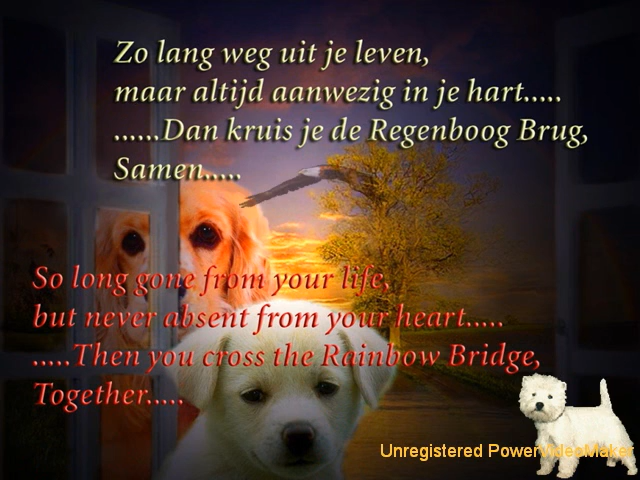 Zo lang weg uit je leven,
maar altijd aanwezig in je hart.....
......Dan kruis je de Regenboog Brug,
Samen.....
So long gone from your life,
but never absent from your heart.....
.....Then you cross the Rainbow Bridge,
Together.....
Unregistered PowerVideoMaker